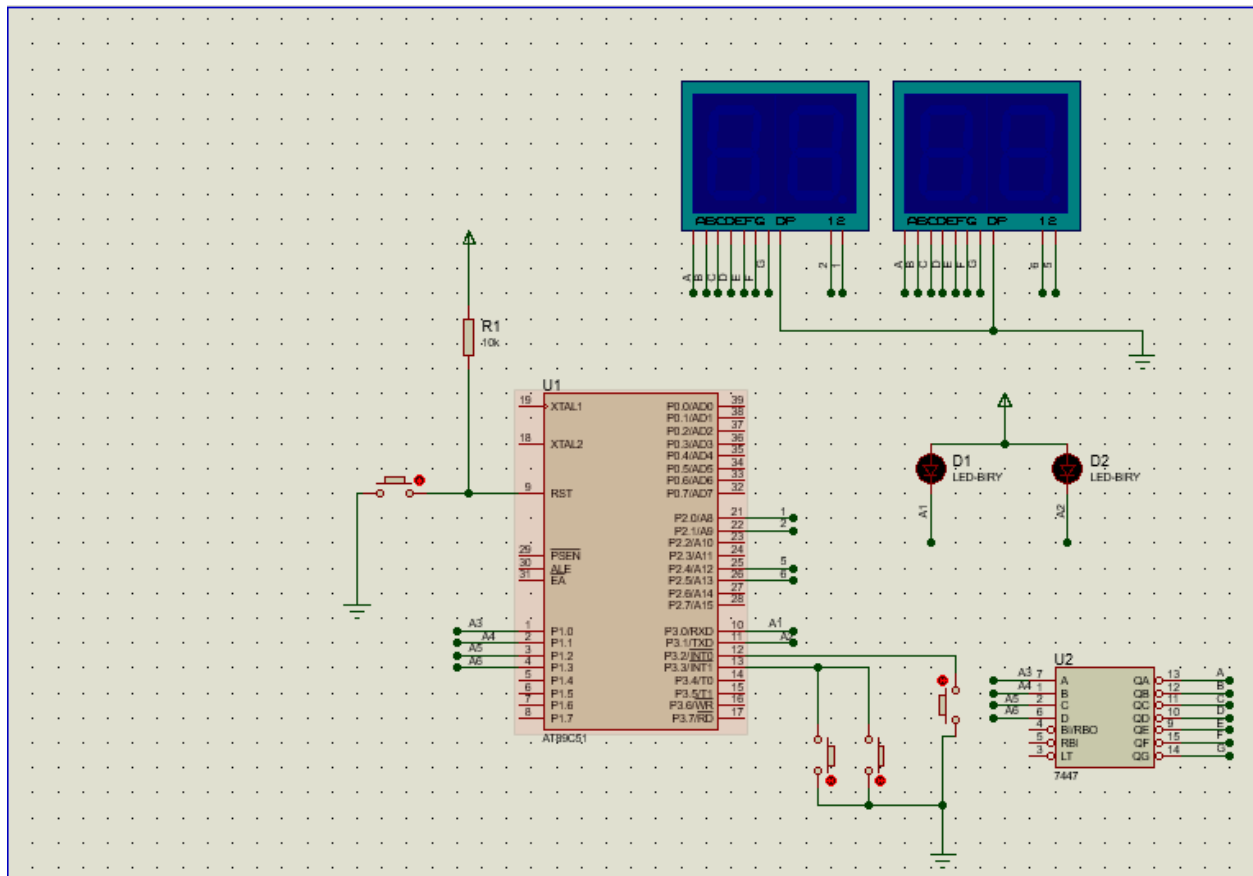 ABCDEFG DP 12
ABCDEFG DP 12
A B C D E F G 2 1
A B C D E F G 6 5
R1
10k
U1
19 XTAL1
18 XTAL2
9 RST
29 PSEN
30 ALE
31 EA
A3 1 P1.0
A4 2 P1.1
A5 3 P1.2
A6 4 P1.3
5 P1.4
6 P1.5
7 P1.6
8 P1.7
P0.0/AD0 39
P0.1/AD1 38
P0.2/AD2 37
P0.3/AD3 36
P0.4/AD4 35
P0.5/AD5 34
P0.6/AD6 33
P0.7/AD7 32
P2.0/A8 21 1
P2.1/A9 22 2
P2.2/A10 23
P2.3/A11 24
P2.4/A12 25 5
P2.5/A13 26 6
P2.6/A14 27
P2.7/A15 28
P3.0/RXD 10 A1
P3.1/TXD 11 A2
P3.2/INT0 12
P3.3/INT1 13
P3.4/T0 14
P3.5/T1 15
P3.6/WR 16
P3.7/RD 17
AT89C51
D1
LED-BIRY
D2
LED-BIRY
A1
A2
U2
A3 7 A QA 13 A
A4 1 B QB 12 B
A5 2 C QC 11 C
A6 6 D QD 10 D
4 BI/RBO QE 9 E
5 RBI QF 15 F
3 LT QG 14 G
7447